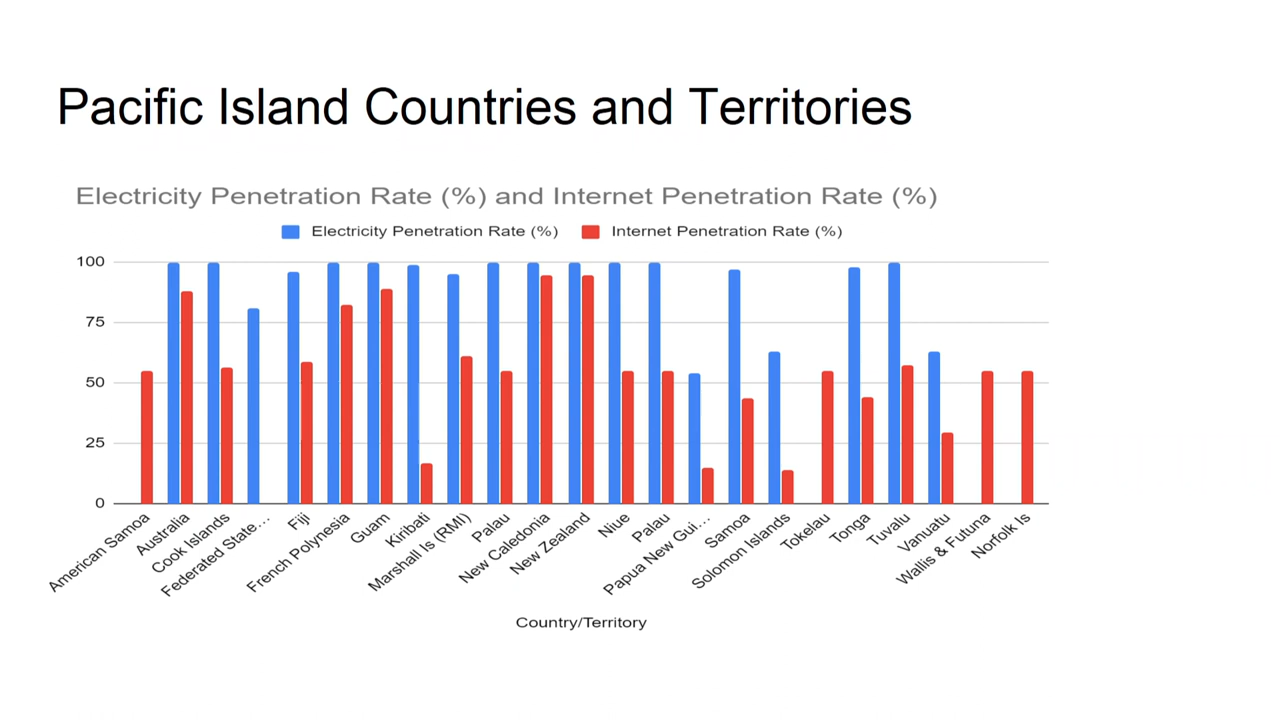 Pacific Island Countries and Territories
Electricity Penetration Rate (%) and Internet Penetration Rate (%)
Electricity Penetration Rate (%) Internet Penetration Rate (%)
100
75
50
25
0
American Samoa
Australia
Cook Islands
Federated State...
Fiji
French Polynesia
Guam
Kiribati
Marshall Is (RMI)
Palau
New Caledonia
New Zealand
Niue
Palau
Papua New Gui...
Samoa
Solomon Islands
Tokelau
Tonga
Tuvalu
Vanuatu
Wallis & Futuna
Norfolk Is
Country/Territory